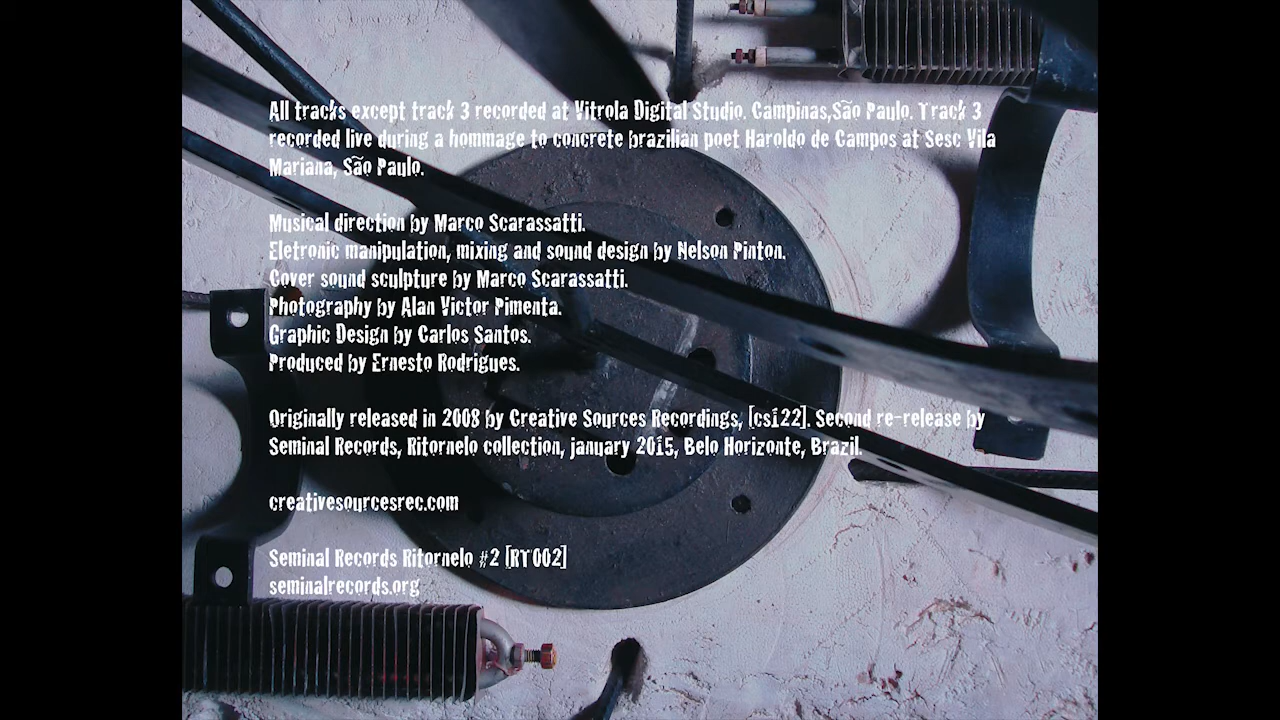 All tracks except track 3 recorded at Vitrola Digital Studio. Campinas,São Paulo. Track 3
recorded live during a hommage to concrete brazilian poet Haroldo de Campos at Sesc Vila
Mariana, São Paulo.
Musical direction by Marco Scarassatti.
Eletronic manipulation, mixing and sound design by Nelson Pinton.
Cover sound sculpture by Marco Scarassatti.
Photography by Alan Victor Pimenta.
Graphic Design by Carlos Santos.
Produced by Ernesto Rodrigues.
Originally released in 2008 by Creative Sources Recordings, [cs122]. Second re-release by
Seminal Records, Ritornelo collection, january 2015, Belo Horizonte, Brazil.
creativesourcesrec.com
Seminal Records Ritornelo #2 [RT002]
seminalrecords.org